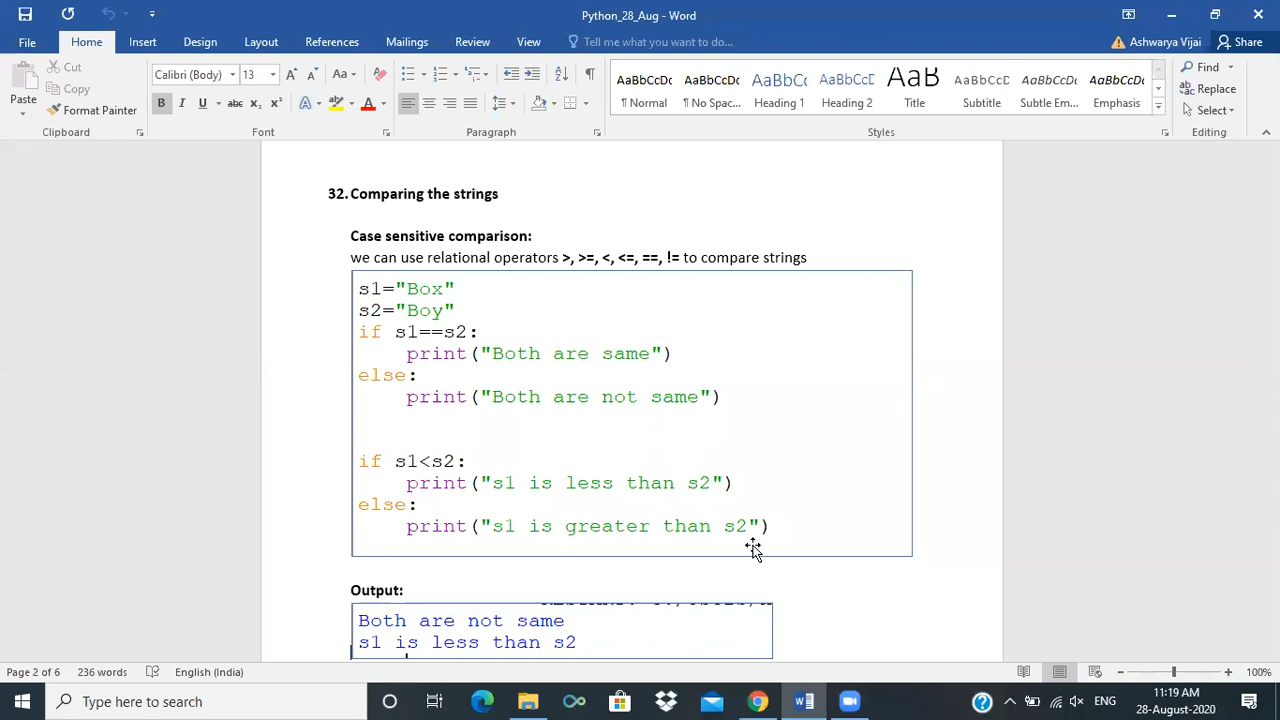 Python_28_Aug - Word
File Home Insert Design Layout References Mailings Review View Tell me what you want to do... Ashwarya Vijai Share
Paste
Cut
Copy
Format Painter
Clipboard
Calibri (Body) 13
Font
Paragraph
AaBbCcDc AaBbCcDc AaBbCc AaBbCcD AaB AaBbCcD AaBbCcDc AaBbCcDc
¶ Normal ¶ No Spac... Heading Heading 2 Title Subtitle Subtle Em... Emphasis
Styles
Find
Replace
Select
Editing
32. Comparing the strings
Case sensitive comparison:
we can use relational operators >, >=, <, <=, ==, != to compare strings
s1="Box"
s2="Boy"
if s1==s2:
    print("Both are same")
else:
    print("Both are not same")
if s1<s2:
    print("s1 is less than s2")
else:
    print("s1 is greater than s2")
Output:
Both are not same
s1 is less than s2
Page 2 of 6 236 words English (India) 100%
Type here to search
ENG
11:19 AM
28-August-2020